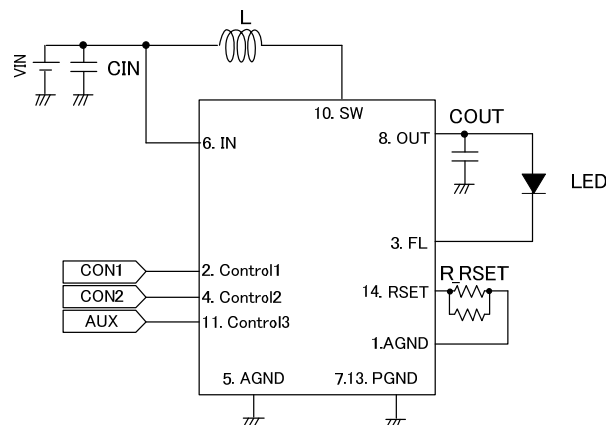 L
VIN
CIN
10. SW
COUT
8. OUT
6. IN
LED
3. FL
R_RSET
CON1
2. Control1
14. RSET
CON2
4. Control2
AUX
11. Control3
1.AGND
5. AGND
7.13. PGND